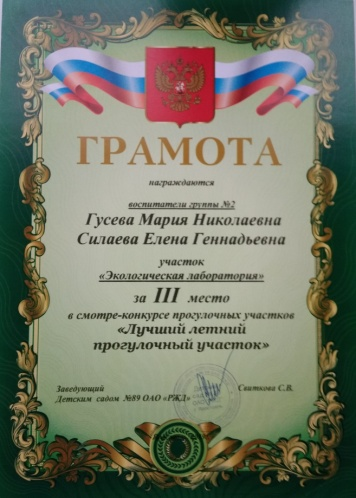 ГРАМОТА
награждаются
воспитатели группы №2
Гусева Мария Николаевна
Силаева Елена Геннадьевна
участок
«Экологическая лаборатория»
за III место
в смотре-конкурсе прогулочных участков
«Лучший летний
прогулочный участок»
Заведующий Свиткова С.В.
Детским садом №89 ОАО «РЖД»